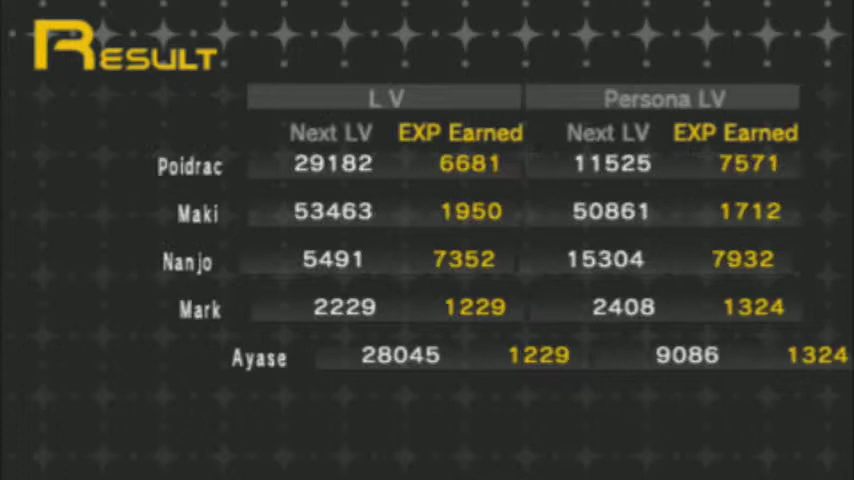 RESULT
LV Persona LV
Next LV EXP Earned Next LV EXP Earned
Poidrac 29182 6681 11525 7571
Maki 53463 1950 50861 1712
Nanjo 5491 7352 15304 7932
Mark 2229 1229 2408 1324
Ayase 28045 1229 9086 1324